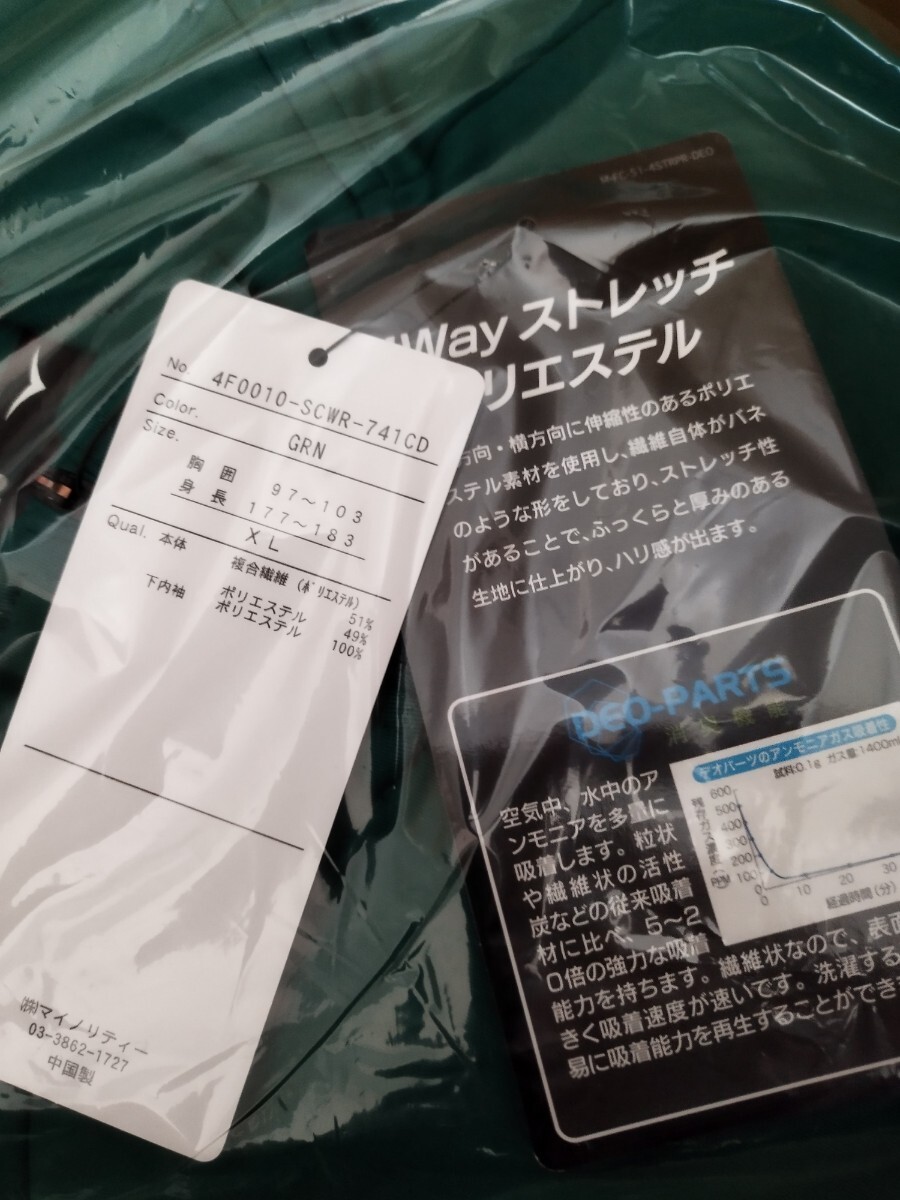 No. 4F0010-SCWR-741CD
Color. GRN
Size.
胸囲 97～103
身長 177～183
XL
Qual. 本体 複合繊維 (ﾎﾟﾘｴｽﾃﾙ) 51%
ポリエステル 49%
下内袖 ポリエステル 100%
㈱マイノリティー
03-3862-1727
中国製
Way ストレッチ
リエステル
方向・横方向に伸縮性のあるポリエ
ステル素材を使用し、繊維自体がバネ
のような形をしており、ストレッチ性
があることで、ふっくらと厚みのある
生地に仕上がり、ハリ感が出ます。
DEO-PARTS
デオパーツのアンモニアガス吸着性
試料:0.1g ガス量:1400ml
600
500
400
300
200
100
0
0 10 20 30
経過時間(分)
空気中、水中のア
ンモニアを多量に
吸着します。粒状
や繊維状の活性
炭などの従来吸着
材に比べ、5～2
0倍の強力な吸着
能力を持ちます。繊維状なので、表面
きく吸着速度が速いです。洗濯する
易に吸着能力を再生することができま